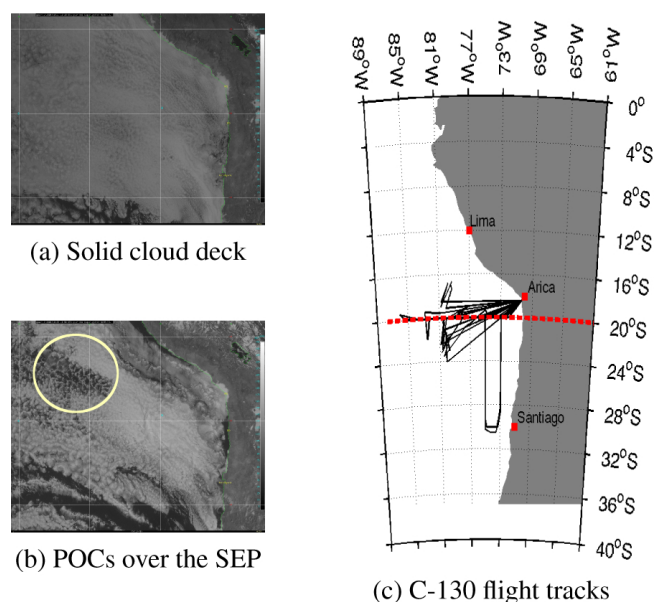 (a) Solid cloud deck
(b) POCs over the SEP
89°W
85°W
81°W
77°W
73°W
69°W
65°W
61°W
0°
4°S
8°S
Lima
12°S
16°S
Arica
20°S
24°S
28°S
Santiago
32°S
36°S
40°S
(c) C-130 flight tracks